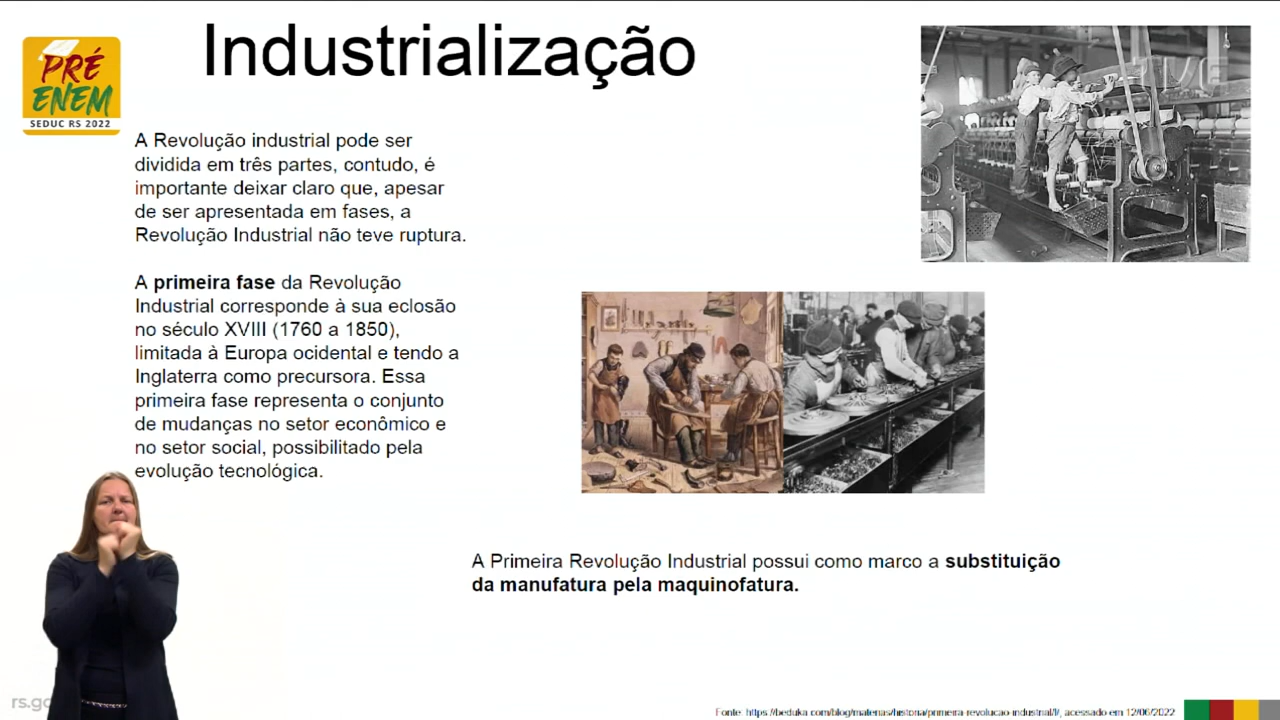 Industrialização
PRÉ
ENEM
SEDUC RS 2022
TVE
A Revolução industrial pode ser
dividida em três partes, contudo, é
importante deixar claro que, apesar
de ser apresentada em fases, a
Revolução Industrial não teve ruptura.
A primeira fase da Revolução
Industrial corresponde à sua eclosão
no século XVIII (1760 a 1850),
limitada à Europa ocidental e tendo a
Inglaterra como precursora. Essa
primeira fase representa o conjunto
de mudanças no setor econômico e
no setor social, possibilitado pela
evolução tecnológica.
A Primeira Revolução Industrial possui como marco a substituição
da manufatura pela maquinofatura.
Fonte: https://beduka.com/blog/materias/historia/primeira-revolucao-industrial/l/, acessado em 12/06/2022